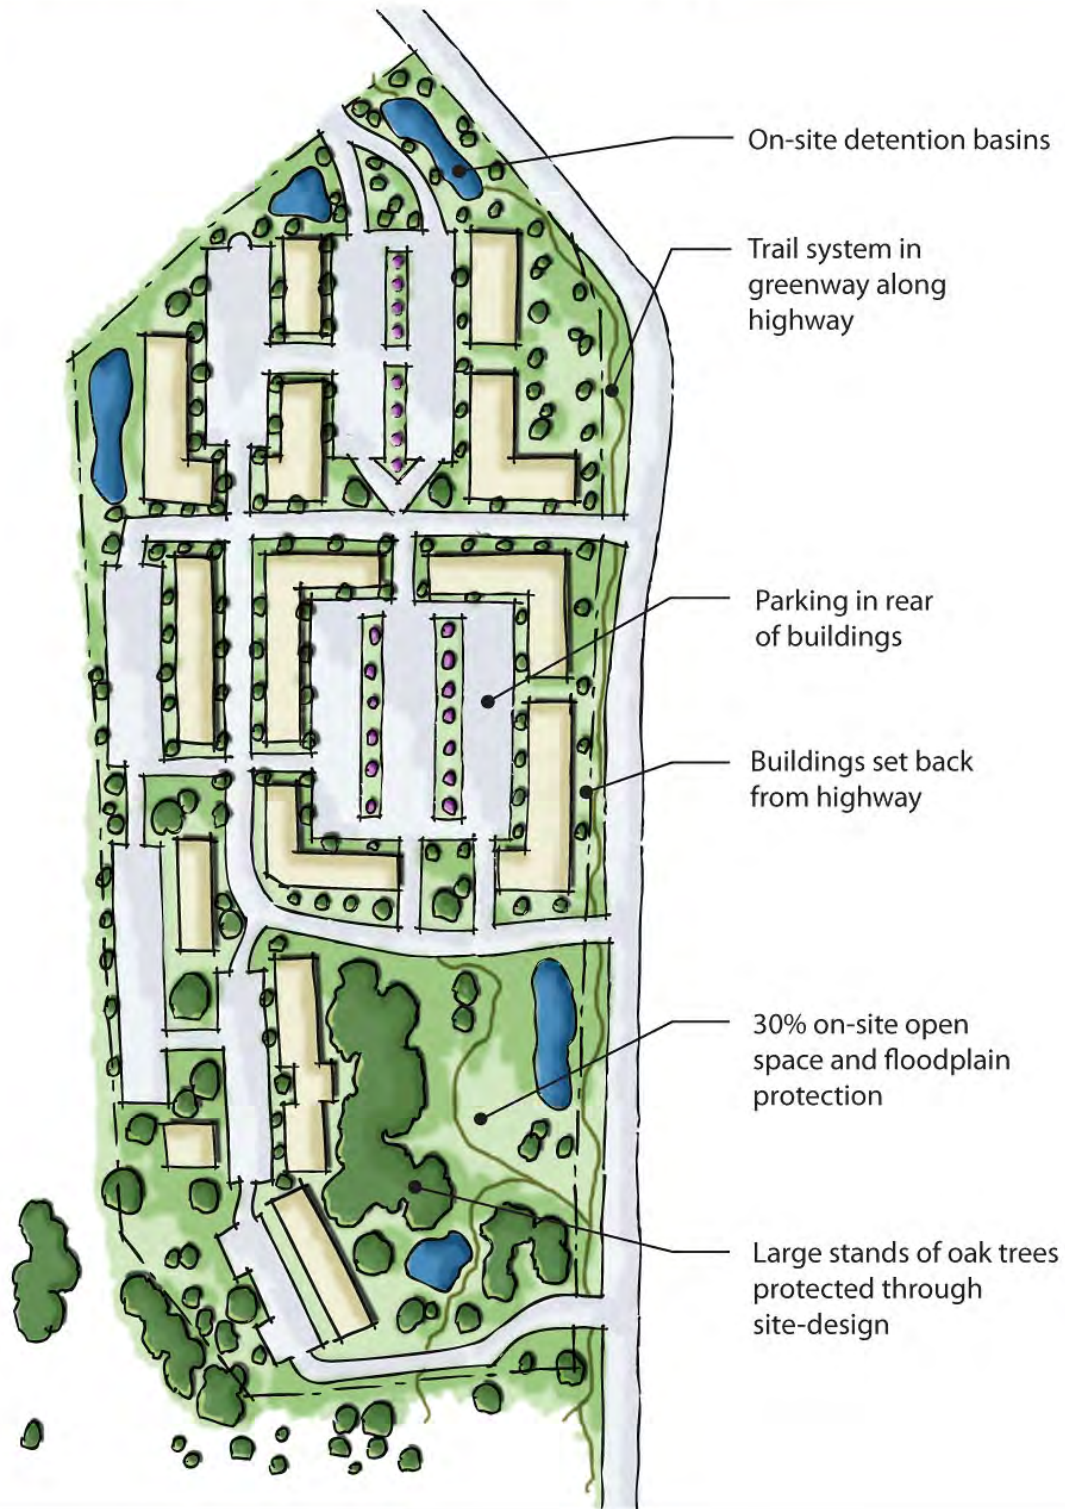 On-site detention basins
Trail system in
greenway along
highway
Parking in rear
of buildings
Buildings set back
from highway
30% on-site open
space and floodplain
protection
Large stands of oak trees
protected through
site-design